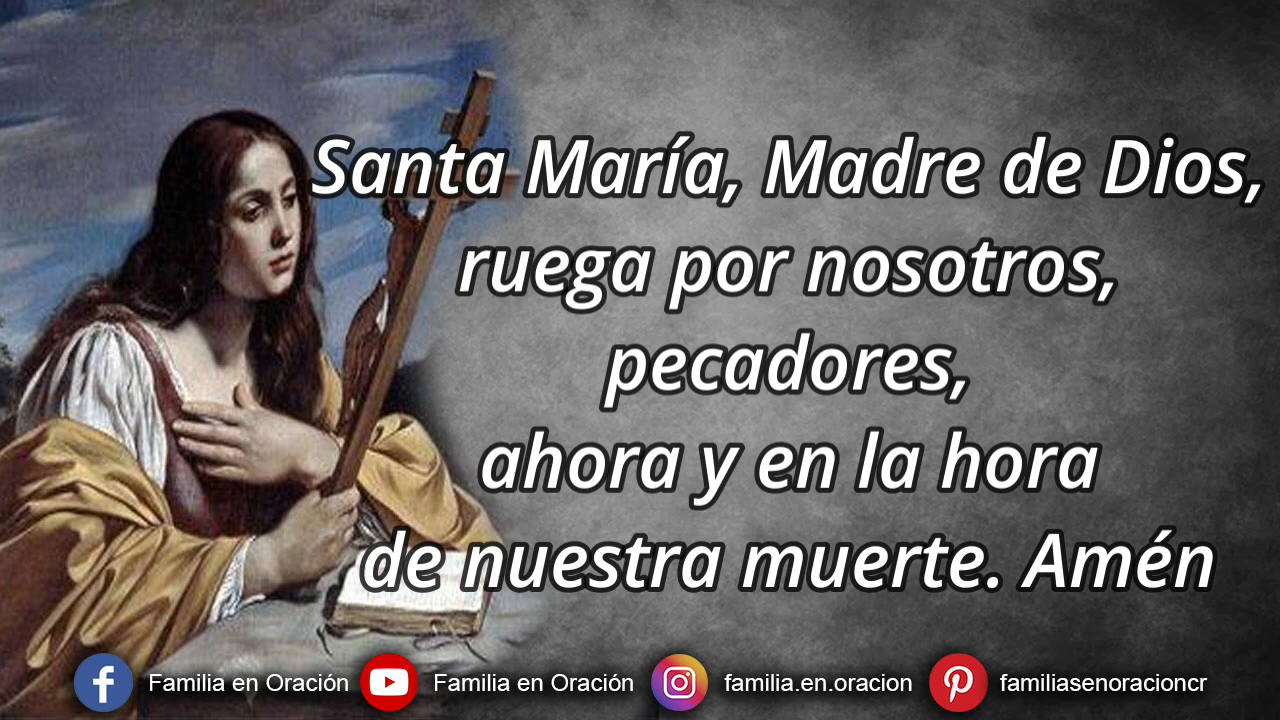 Santa María, Madre de Dios,
ruega por nosotros,
pecadores,
ahora y en la hora
de nuestra muerte. Amén
Familia en Oración Familia en Oración familia.en.oracion familiasenoracioncr